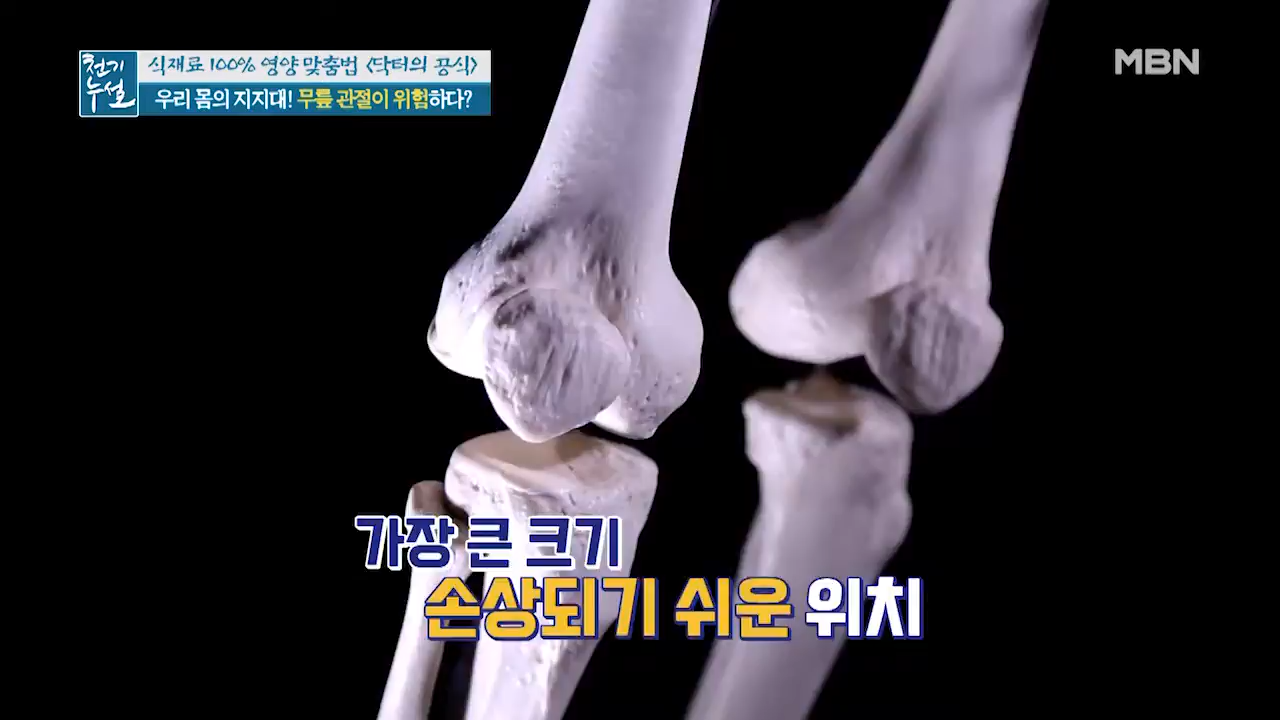 천기누설
식재료 100% 영양 맞춤법 <닥터의 공식>
우리 몸의 지지대! 무릎 관절이 위험하다?
MBN
가장 큰 크기
손상되기 쉬운 위치